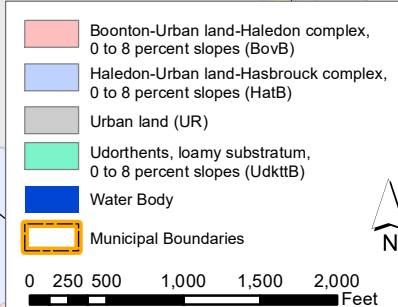 Boonton-Urban land-Haledon complex,
0 to 8 percent slopes (BovB)
Haledon-Urban land-Hasbrouck complex,
0 to 8 percent slopes (HatB)
Urban land (UR)
Udorthents, loamy substratum,
0 to 8 percent slopes (UdkttB)
Water Body
Municipal Boundaries
N
0 250 500 1,000 1,500 2,000
Feet